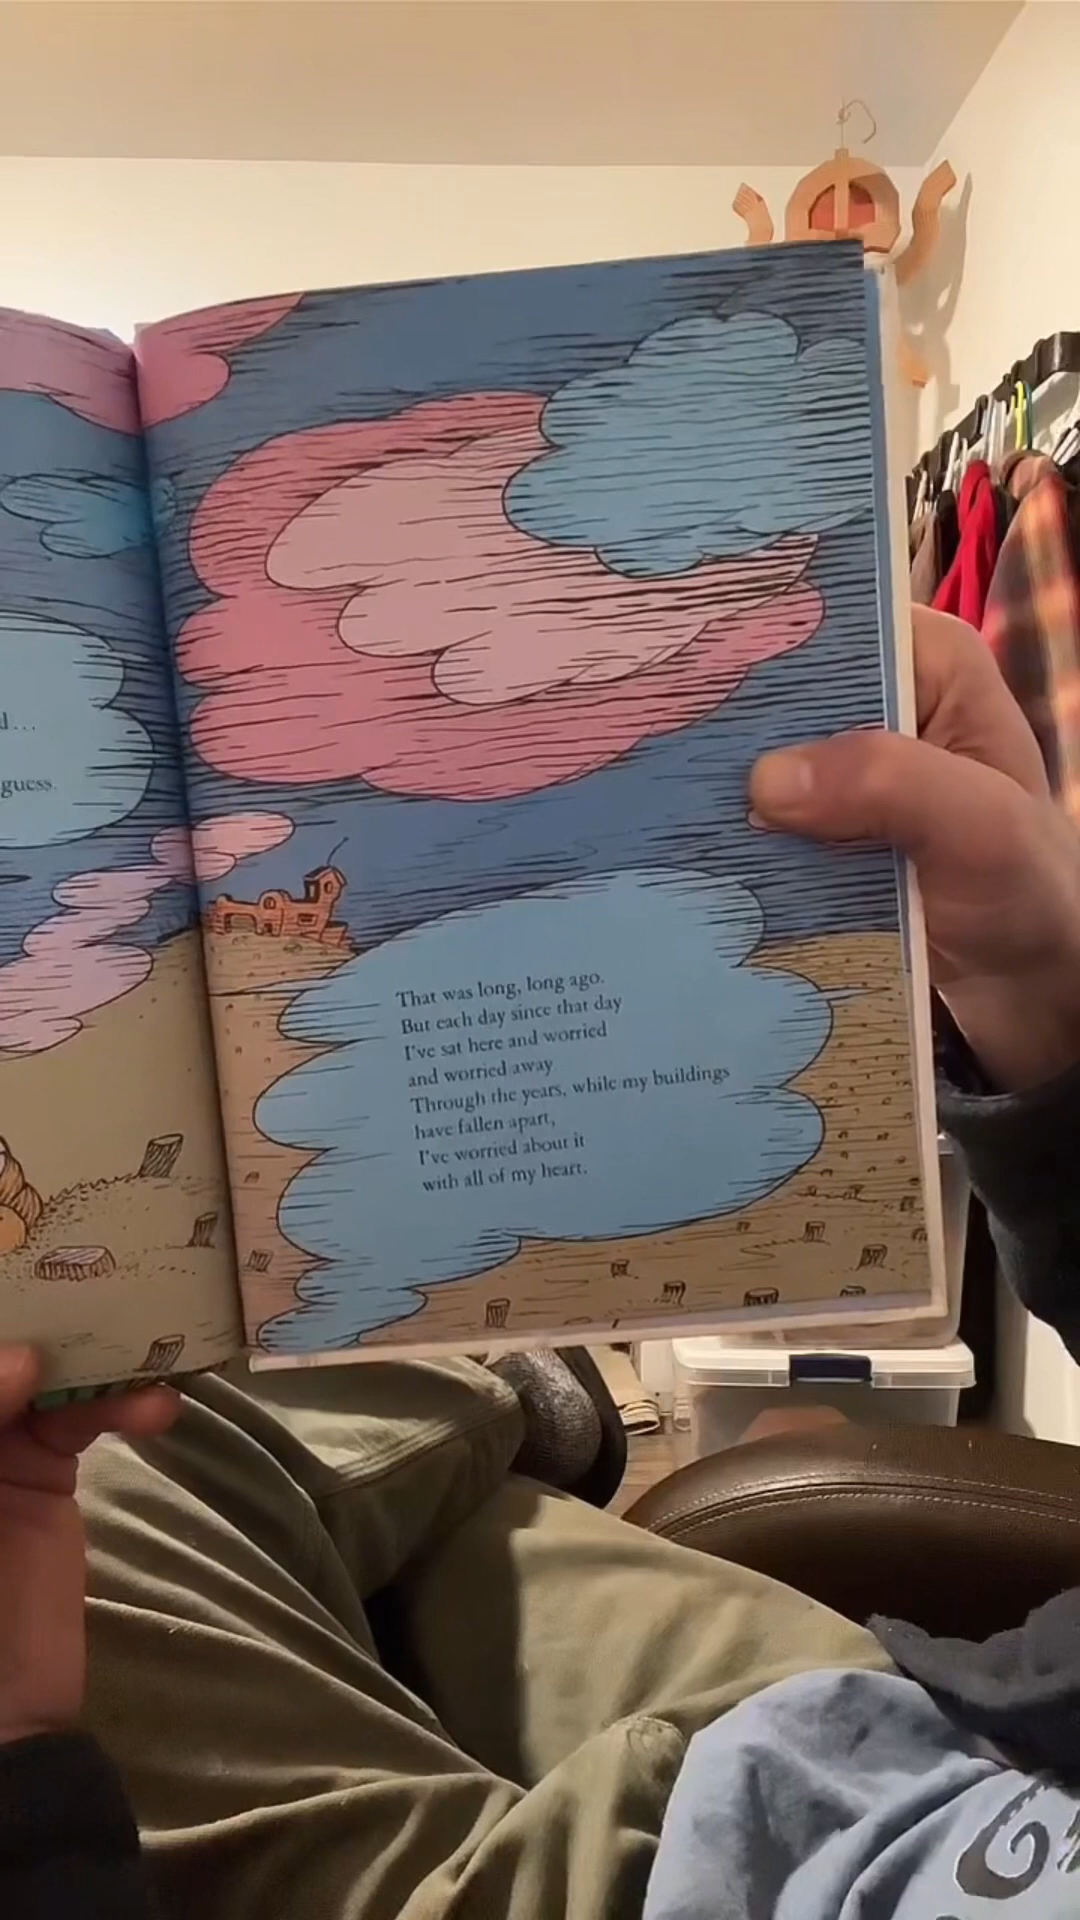 d...
guess.
That was long, long ago.
But each day since that day
I've sat here and worried
and worried away
Through the years, while my buildings
have fallen apart,
I've worried about it
with all of my heart.